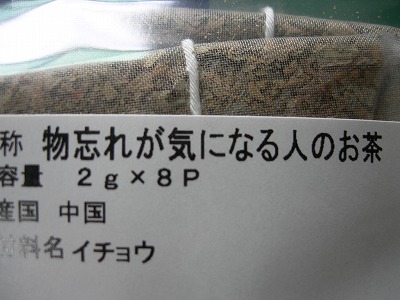 称 物忘れが気になる人のお茶
容量 2g×8P
産国 中国
材料名 イチョウ